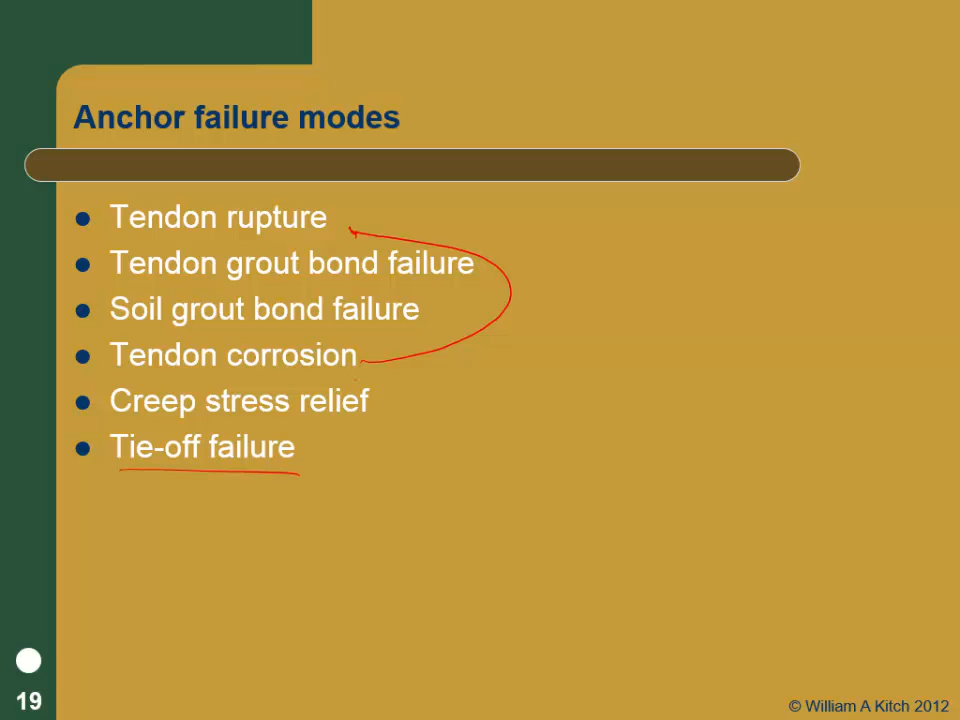 Anchor failure modes
Tendon rupture
Tendon grout bond failure
Soil grout bond failure
Tendon corrosion
Creep stress relief
Tie-off failure
19
© William A Kitch 2012